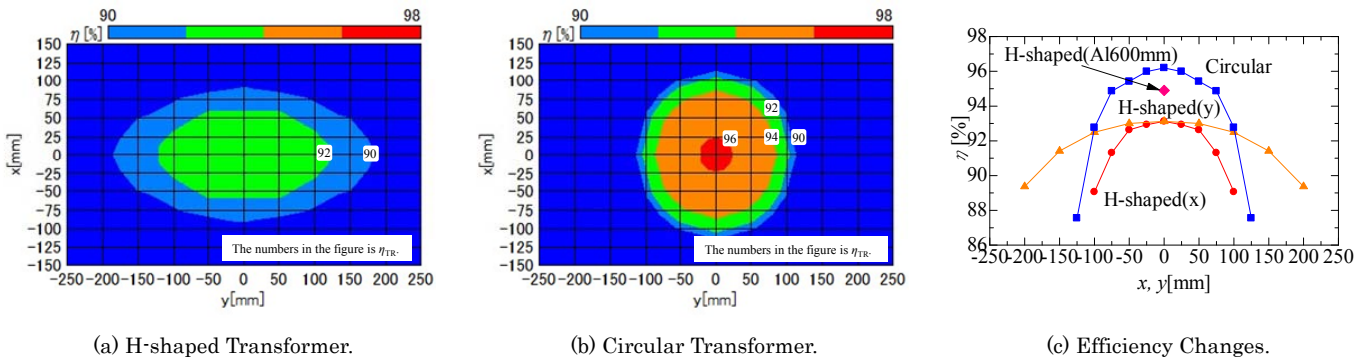 90 98
η [%]
150
125
100
75
50
25
0
-25
-50
-75
-100
-125
-150
x[mm]
92 90
The numbers in the figure is ηTR.
-250 -200 -150 -100 -50 0 50 100 150 200 250
y[mm]
(a) H-shaped Transformer.
90 98
η [%]
150
125
100
75
50
25
0
-25
-50
-75
-100
-125
-150
x[mm]
92
96 94 90
The numbers in the figure is ηTR.
-250 -200 -150 -100 -50 0 50 100 150 200 250
y[mm]
(b) Circular Transformer.
98
96
94
92
90
88
86
η [%]
H-shaped(Al600mm)
Circular
H-shaped(y)
H-shaped(x)
-250 -200 -150 -100 -50 0 50 100 150 200 250
x, y[mm]
(c) Efficiency Changes.